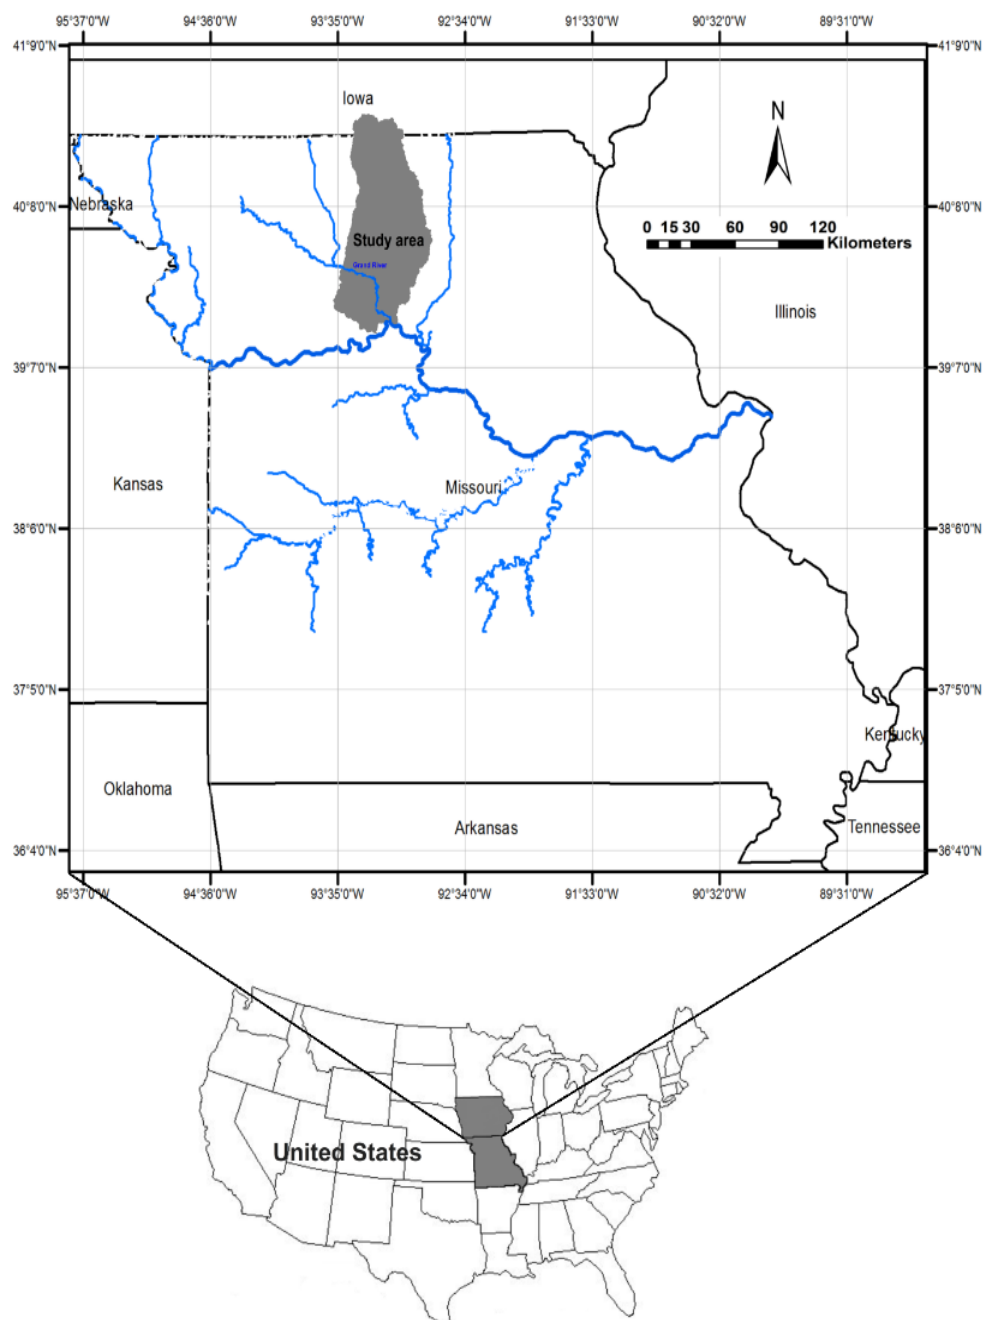 95°37'0"W 94°36'0"W 93°35'0"W 92°34'0"W 91°33'0"W 90°32'0"W 89°31'0"W
41°9'0"N 41°9'0"N
Iowa
N
40°8'0"N 40°8'0"N
Nebraska
0 15 30 60 90 120
Kilometers
Study area
Grand River
Illinois
39°7'0"N 39°7'0"N
Kansas
Missouri
38°6'0"N 38°6'0"N
37°5'0"N 37°5'0"N
Kentucky
Oklahoma
Arkansas
Tennessee
36°4'0"N 36°4'0"N
95°37'0"W 94°36'0"W 93°35'0"W 92°34'0"W 91°33'0"W 90°32'0"W 89°31'0"W
United States